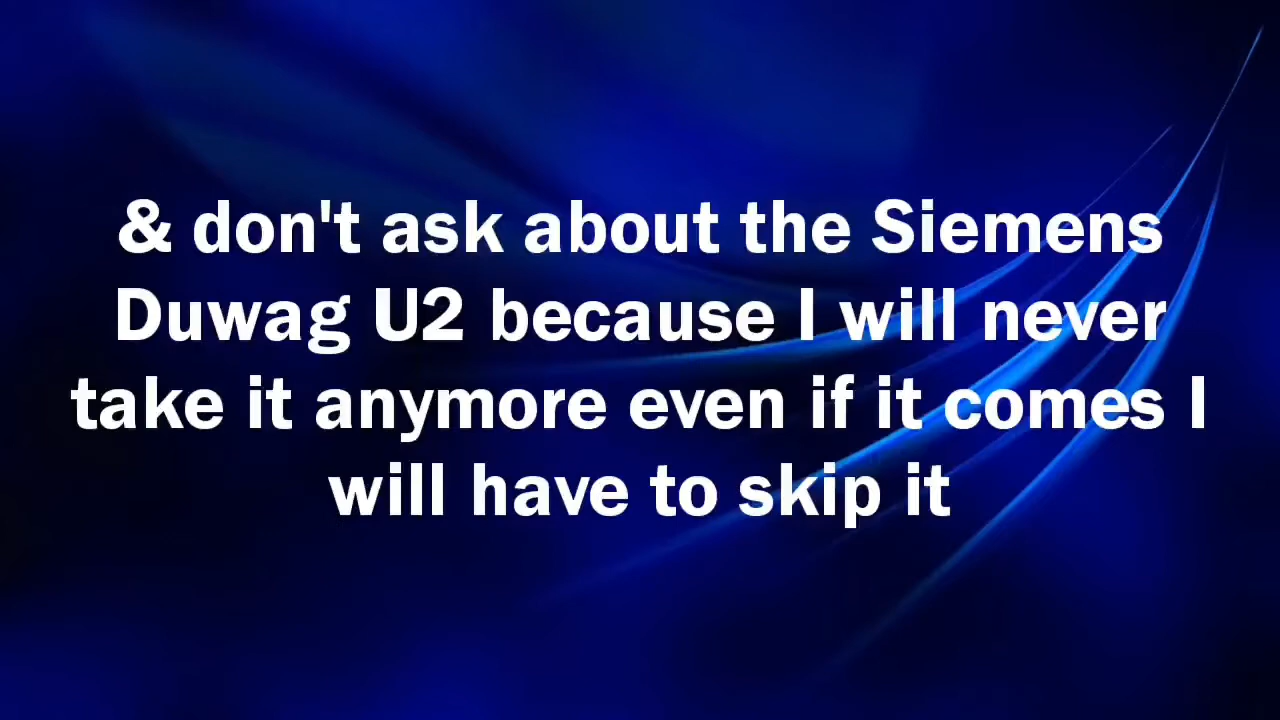 & don't ask about the Siemens
Duwag U2 because I will never
take it anymore even if it comes I
will have to skip it